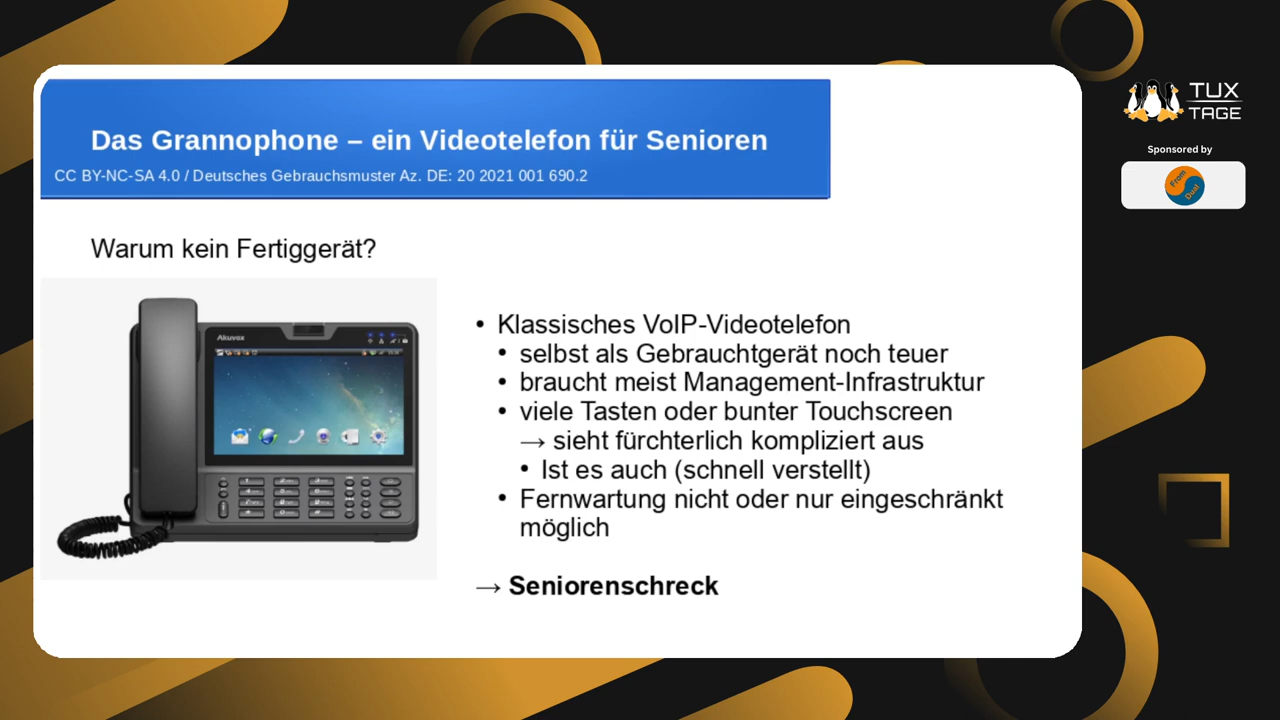 Das Grannophone – ein Videotelefon für Senioren
CC BY-NC-SA 4.0 / Deutsches Gebrauchsmuster Az. DE: 20 2021 001 690.2
TUX
TAGE
Sponsored by
From
Dual
Warum kein Fertiggerät?
Akuvox
• Klassisches VoIP-Videotelefon
• selbst als Gebrauchtgerät noch teuer
• braucht meist Management-Infrastruktur
• viele Tasten oder bunter Touchscreen
→ sieht fürchterlich kompliziert aus
• Ist es auch (schnell verstellt)
• Fernwartung nicht oder nur eingeschränkt
möglich
→ Seniorenschreck